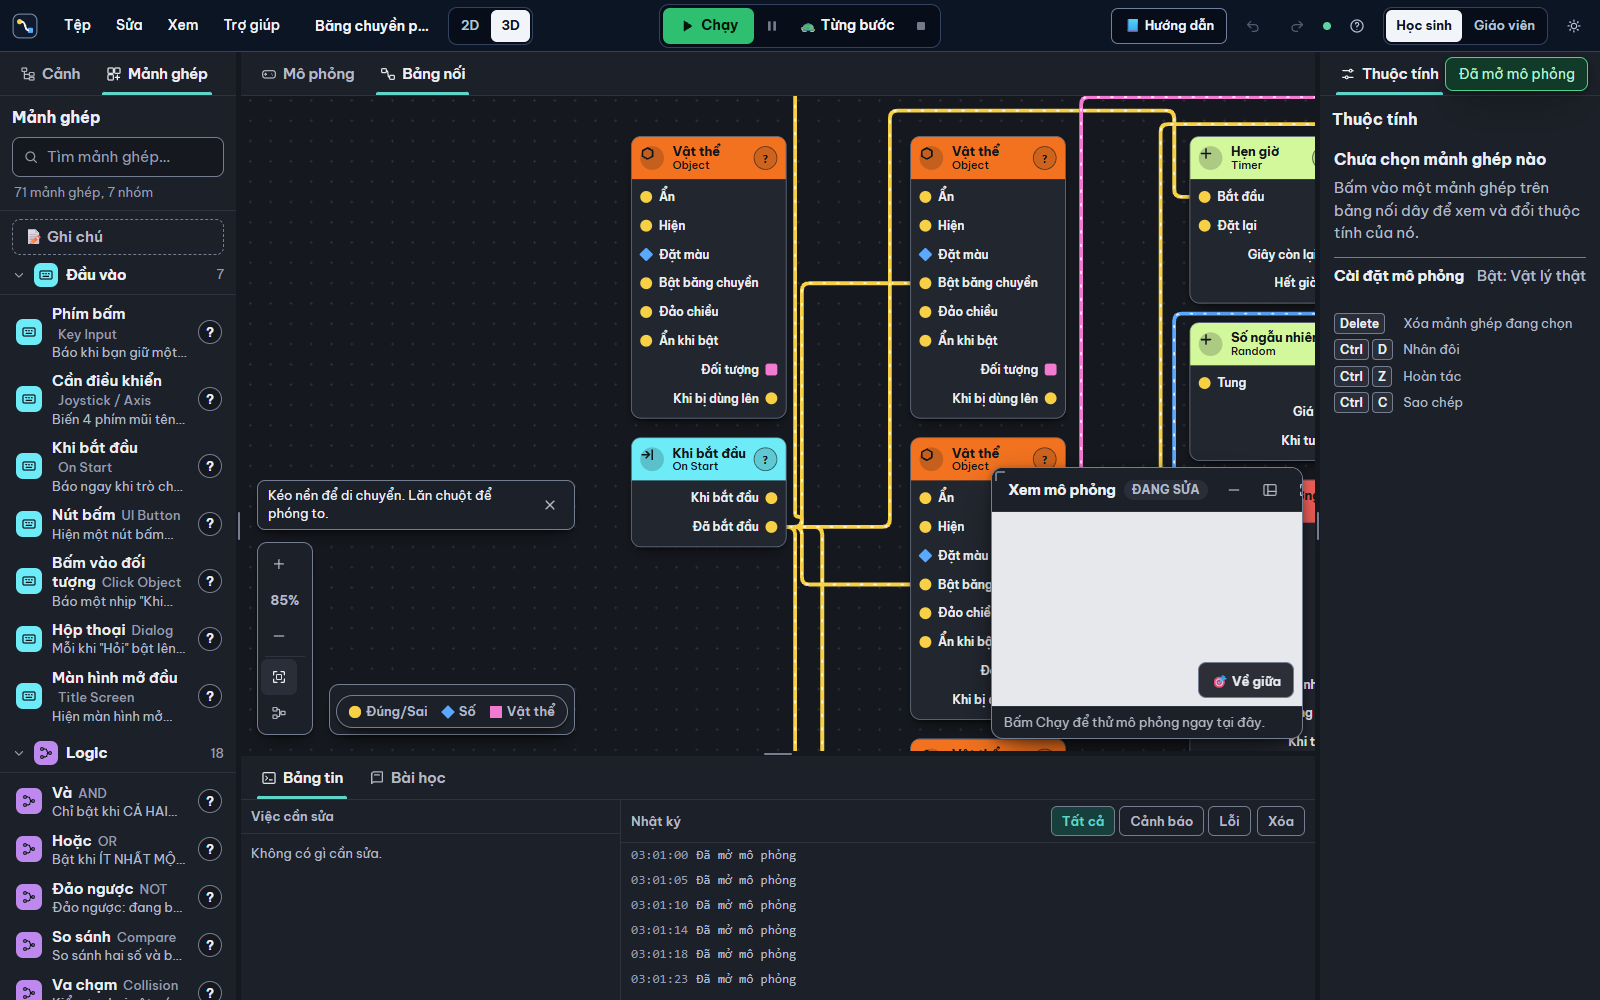 Tệp Sửa Xem Trợ giúp Băng chuyền p... 2D 3D Chạy Từng bước Hướng dẫn Học sinh Giáo viên
Cảnh Mảnh ghép
Mảnh ghép
Tìm mảnh ghép...
71 mảnh ghép, 7 nhóm
Ghi chú
Đầu vào 7
Phím bấm
Key Input
Báo khi bạn giữ một...
Cần điều khiển
Joystick / Axis
Biến 4 phím mũi tên...
Khi bắt đầu
On Start
Báo ngay khi trò ch...
Nút bấm UI Button
Hiện một nút bấm...
Bấm vào đối
tượng Click Object
Báo một nhịp "Khi...
Hộp thoại Dialog
Mỗi khi "Hỏi" bật lên...
Màn hình mở đầu
Title Screen
Hiện màn hình mở...
Logic 18
Và AND
Chỉ bật khi CẢ HAI...
Hoặc OR
Bật khi ÍT NHẤT MỘ...
Đảo ngược NOT
Đảo ngược: đang b...
So sánh Compare
So sánh hai số và b...
Va chạm Collision
Mô phỏng Bảng nối
Vật thể
Object
Ẩn
Hiện
Đặt màu
Bật băng chuyền
Đảo chiều
Ẩn khi bật
Đối tượng
Khi bị dùng lên
Khi bắt đầu
On Start
Khi bắt đầu
Đã bắt đầu
Vật thể
Object
Ẩn
Hiện
Đặt màu
Bật băng chuyền
Đảo chiều
Ẩn khi bật
Đối tượng
Khi bị dùng lên
Vật thể
Object
Ẩn
Hiện
Đặt màu
Bật băng
Đảo chiề
Ẩn khi bậ
Khi bị
Hẹn giờ
Timer
Bắt đầu
Đặt lại
Giây còn lại
Hết giờ
Số ngẫu nhiên
Random
Tung
Giá
Khi tu
Kéo nền để di chuyển. Lăn chuột để
phóng to.
85%
Đúng/Sai Số Vật thể
Xem mô phỏng ĐANG SỬA
Về giữa
Bấm Chạy để thử mô phỏng ngay tại đây.
Bảng tin Bài học
Việc cần sửa
Không có gì cần sửa.
Nhật ký Tất cả Cảnh báo Lỗi Xóa
03:01:00 Đã mở mô phỏng
03:01:05 Đã mở mô phỏng
03:01:10 Đã mở mô phỏng
03:01:14 Đã mở mô phỏng
03:01:18 Đã mở mô phỏng
03:01:23 Đã mở mô phỏng
Thuộc tính Đã mở mô phỏng
Thuộc tính
Chưa chọn mảnh ghép nào
Bấm vào một mảnh ghép trên
bảng nối dây để xem và đổi thuộc
tính của nó.
Cài đặt mô phỏng Bật: Vật lý thật
Delete Xóa mảnh ghép đang chọn
Ctrl D Nhân đôi
Ctrl Z Hoàn tác
Ctrl C Sao chép